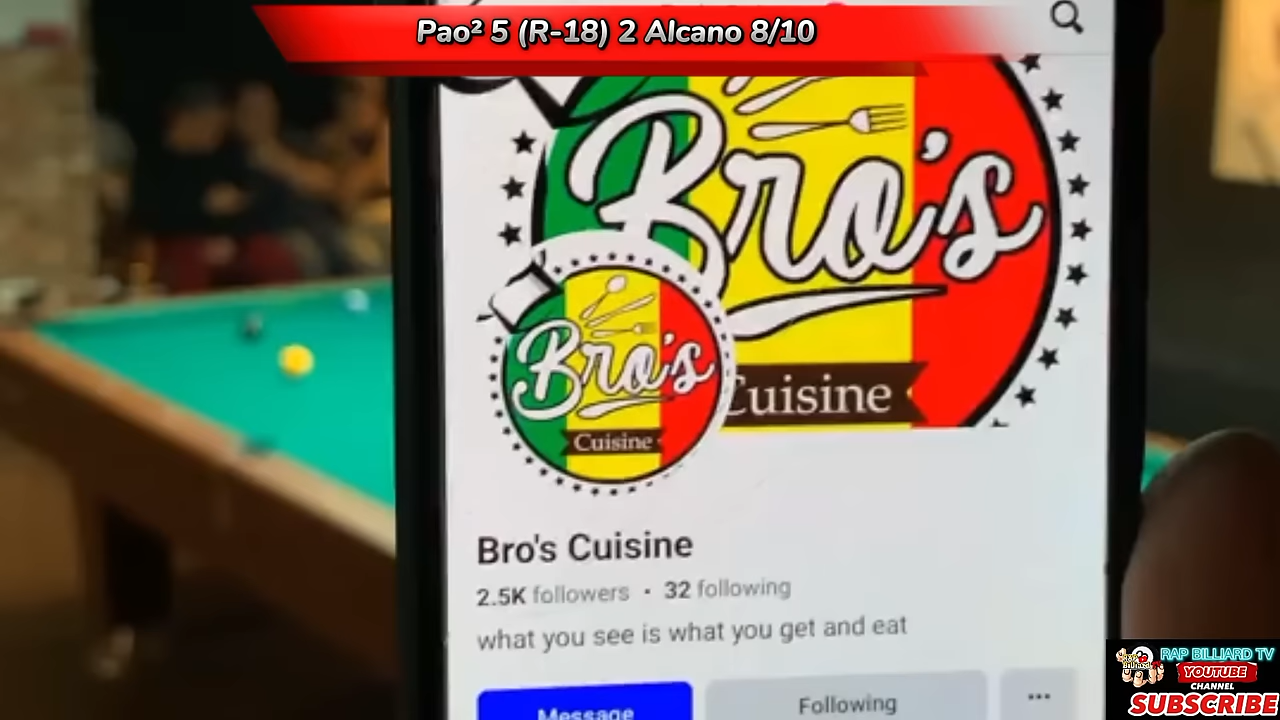 Pao² 5 (R-18) 2 Alcano 8/10
Bro's
Cuisine
Bro's
Cuisine
Bro's Cuisine
2.5K followers · 32 following
what you see is what you get and eat
Message
Following
...
RAP BILLIARD TV
YOUTUBE
CHANNEL
SUBSCRIBE